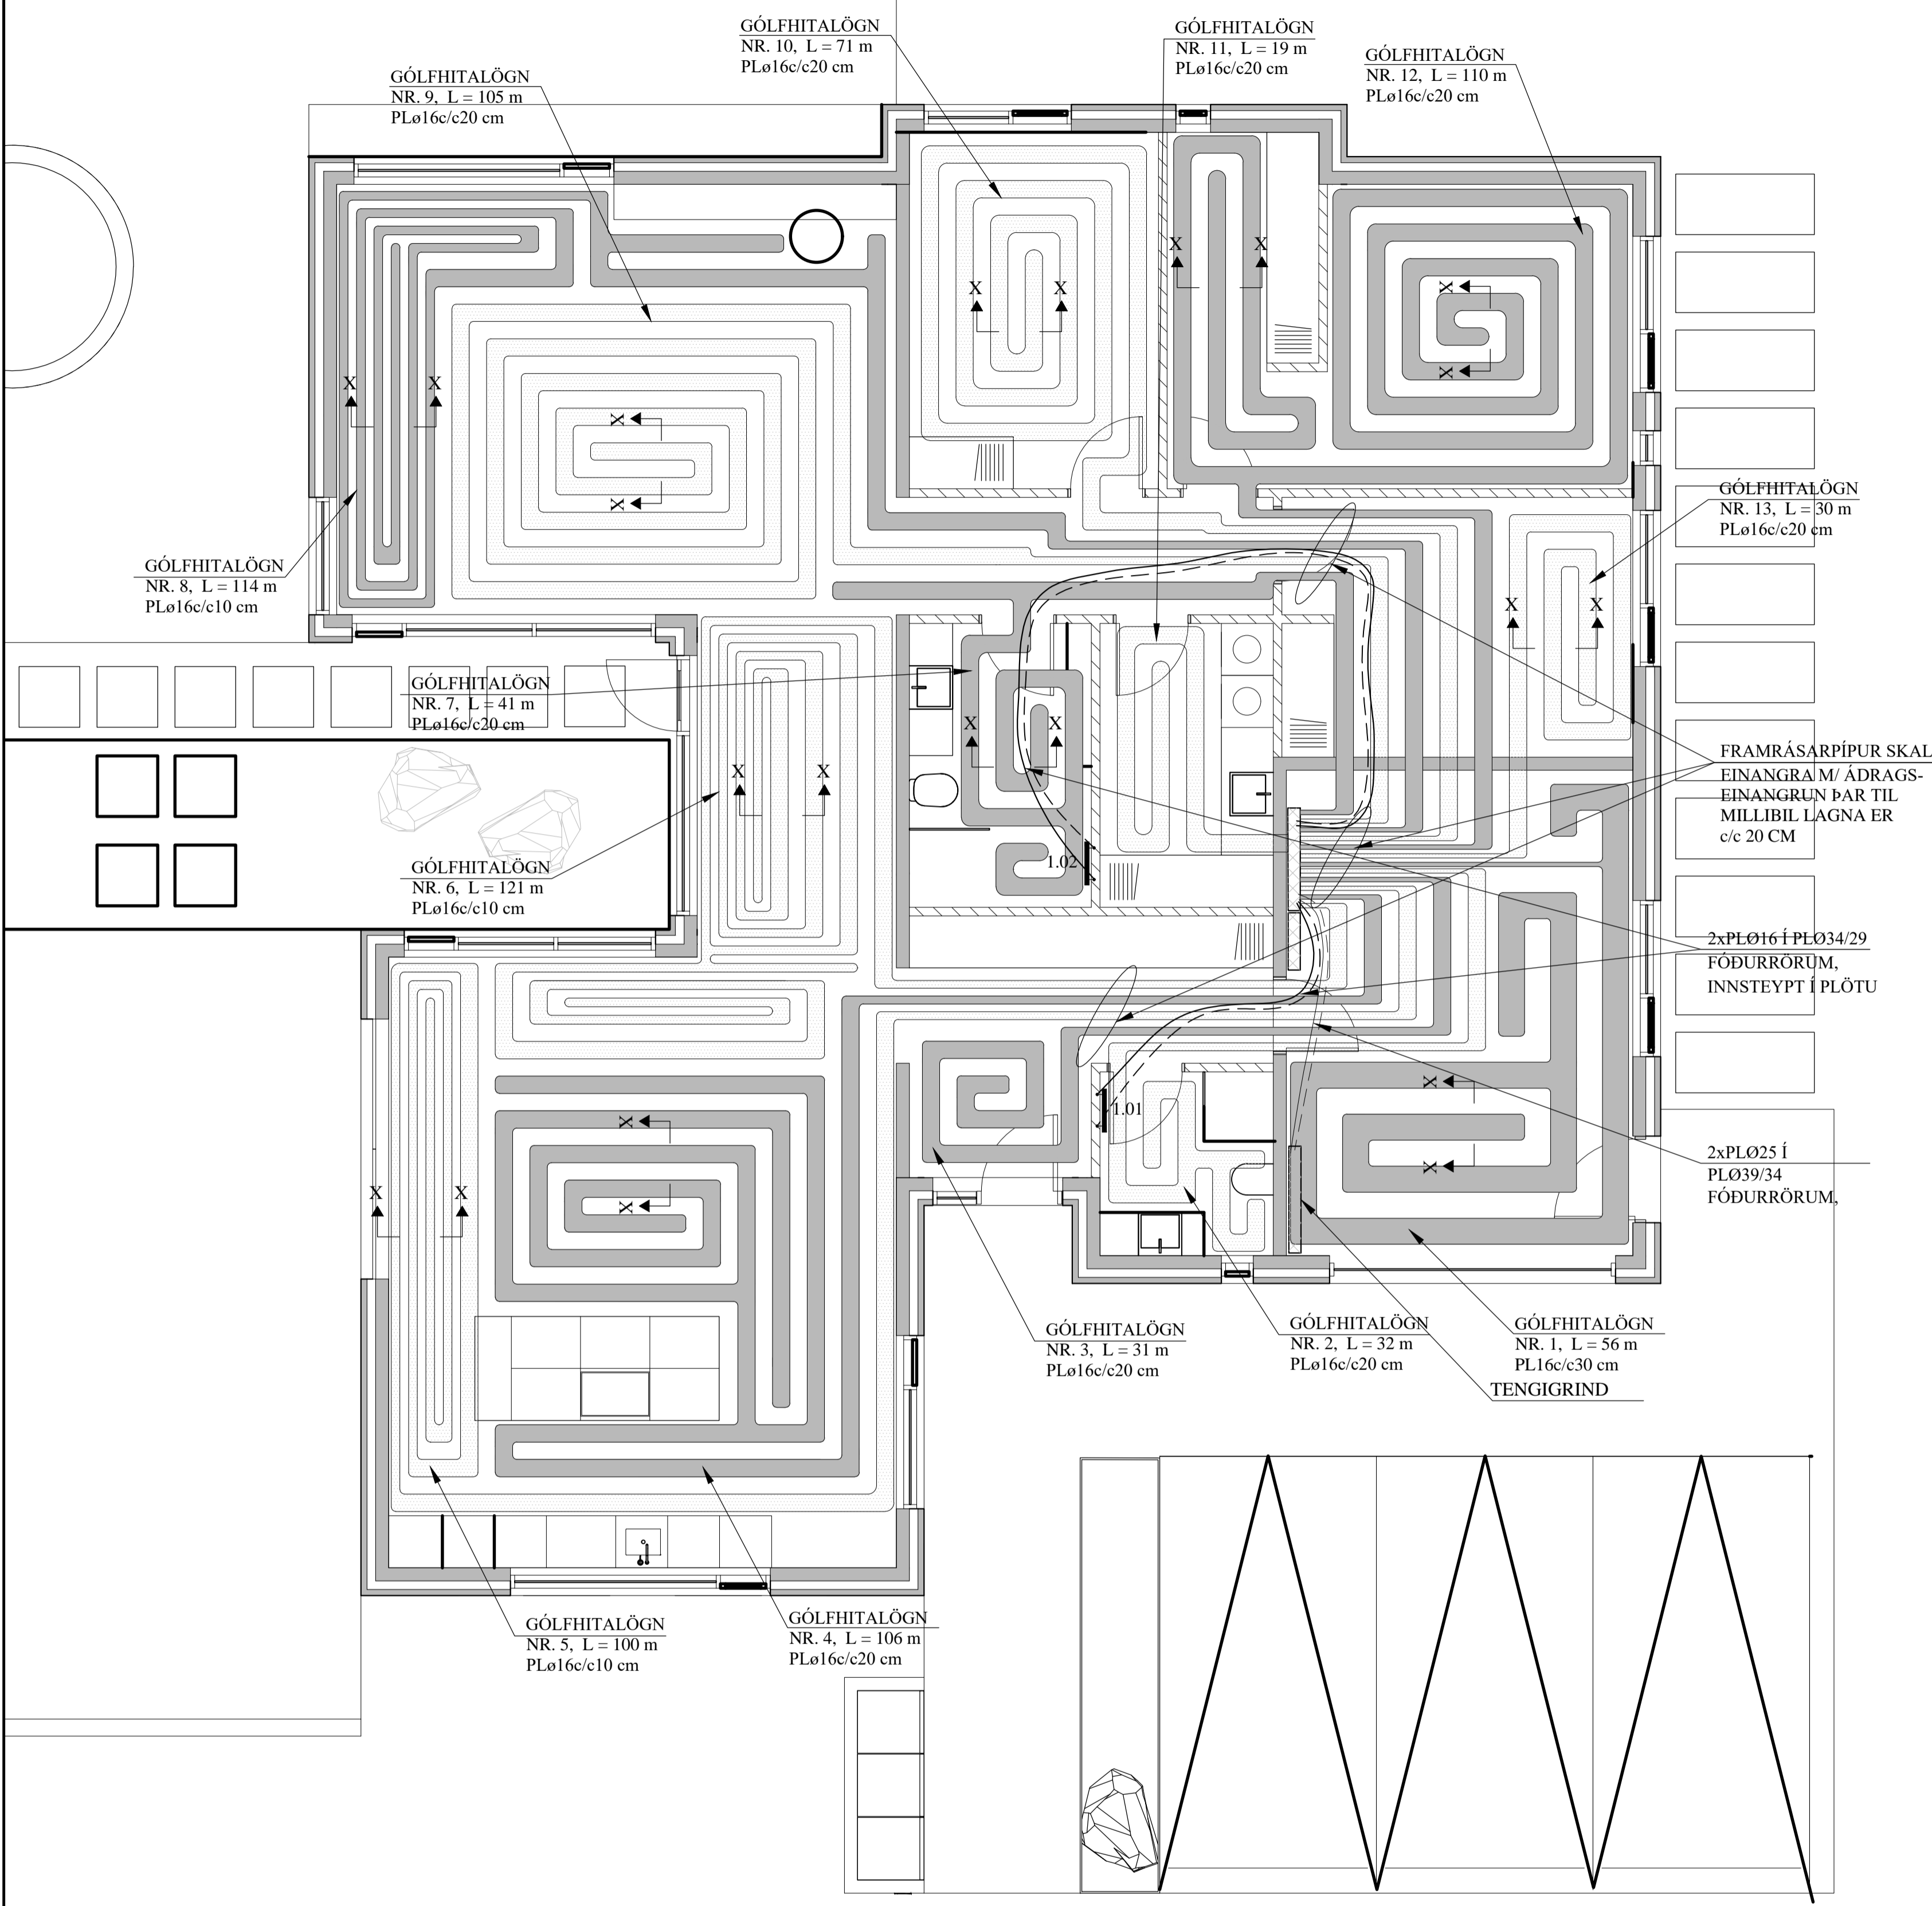 GÓLFHITALÖGN
NR. 10, L = 71 m
PLø16c/c20 cm
GÓLFHITALÖGN
NR. 11, L = 19 m
PLø16c/c20 cm
GÓLFHITALÖGN
NR. 12, L = 110 m
PLø16c/c20 cm
GÓLFHITALÖGN
NR. 9, L = 105 m
PLø16c/c20 cm
X
X
X
X
X
X
X
X
X
X
GÓLFHITALÖGN
NR. 13, L = 30 m
PLø16c/c20 cm
GÓLFHITALÖGN
NR. 8, L = 114 m
PLø16c/c10 cm
X
X
GÓLFHITALÖGN
NR. 7, L = 41 m
PLø16c/c20 cm
X
X
X
X
FRAMRÁSARPÍPUR SKAL
EINANGRA M/ ÁDRAGS-
EINANGRUN ÞAR TIL
MILLIBIL LAGNA ER
c/c 20 CM
1.02
GÓLFHITALÖGN
NR. 6, L = 121 m
PLø16c/c10 cm
2xPLØ16 Í PLØ34/29
FÓÐURRÖRUM,
INNSTEYPT Í PLÖTU
X
1.01
X
X
2xPLØ25 Í
PLØ39/34
FÓÐURRÖRUM,
X
X
X
GÓLFHITALÖGN
NR. 3, L = 31 m
PLø16c/c20 cm
GÓLFHITALÖGN
NR. 2, L = 32 m
PLø16c/c20 cm
GÓLFHITALÖGN
NR. 1, L = 56 m
PL16c/c30 cm
TENGIGRIND
GÓLFHITALÖGN
NR. 5, L = 100 m
PLø16c/c10 cm
GÓLFHITALÖGN
NR. 4, L = 106 m
PLø16c/c20 cm